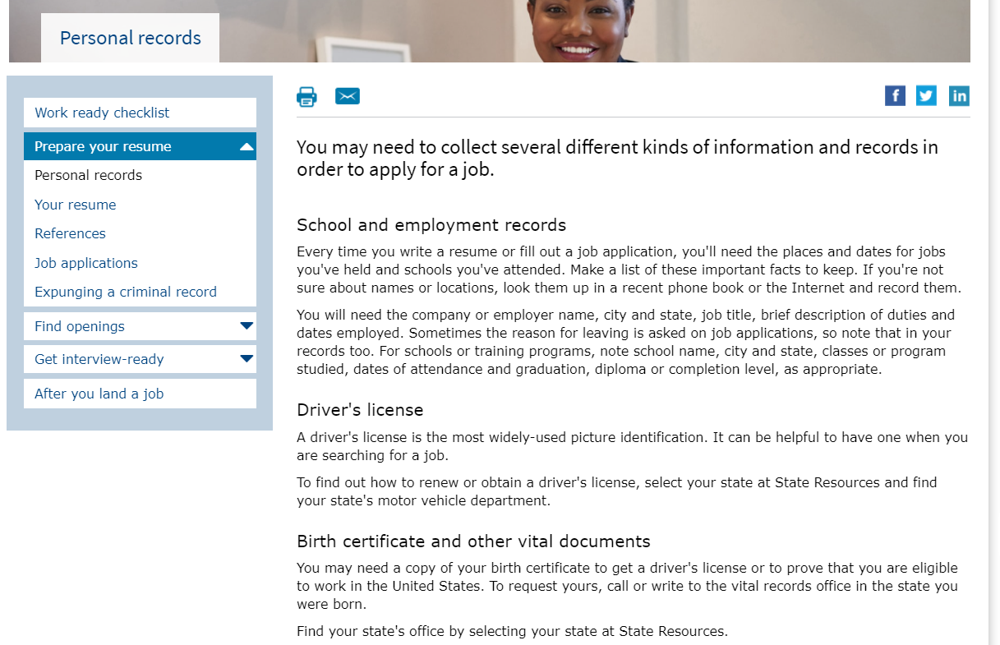 Personal records
Work ready checklist
Prepare your resume
Personal records
Your resume
References
Job applications
Expunging a criminal record
Find openings
Get interview-ready
After you land a job
f
in
You may need to collect several different kinds of information and records in
order to apply for a job.
School and employment records
Every time you write a resume or fill out a job application, you'll need the places and dates for jobs
you've held and schools you've attended. Make a list of these important facts to keep. If you're not
sure about names or locations, look them up in a recent phone book or the Internet and record them.
You will need the company or employer name, city and state, job title, brief description of duties and
dates employed. Sometimes the reason for leaving is asked on job applications, so note that in your
records too. For schools or training programs, note school name, city and state, classes or program
studied, dates of attendance and graduation, diploma or completion level, as appropriate.
Driver's license
A driver's license is the most widely-used picture identification. It can be helpful to have one when you
are searching for a job.
To find out how to renew or obtain a driver's license, select your state at State Resources and find
your state's motor vehicle department.
Birth certificate and other vital documents
You may need a copy of your birth certificate to get a driver's license or to prove that you are eligible
to work in the United States. To request yours, call or write to the vital records office in the state you
were born.
Find your state's office by selecting your state at State Resources.